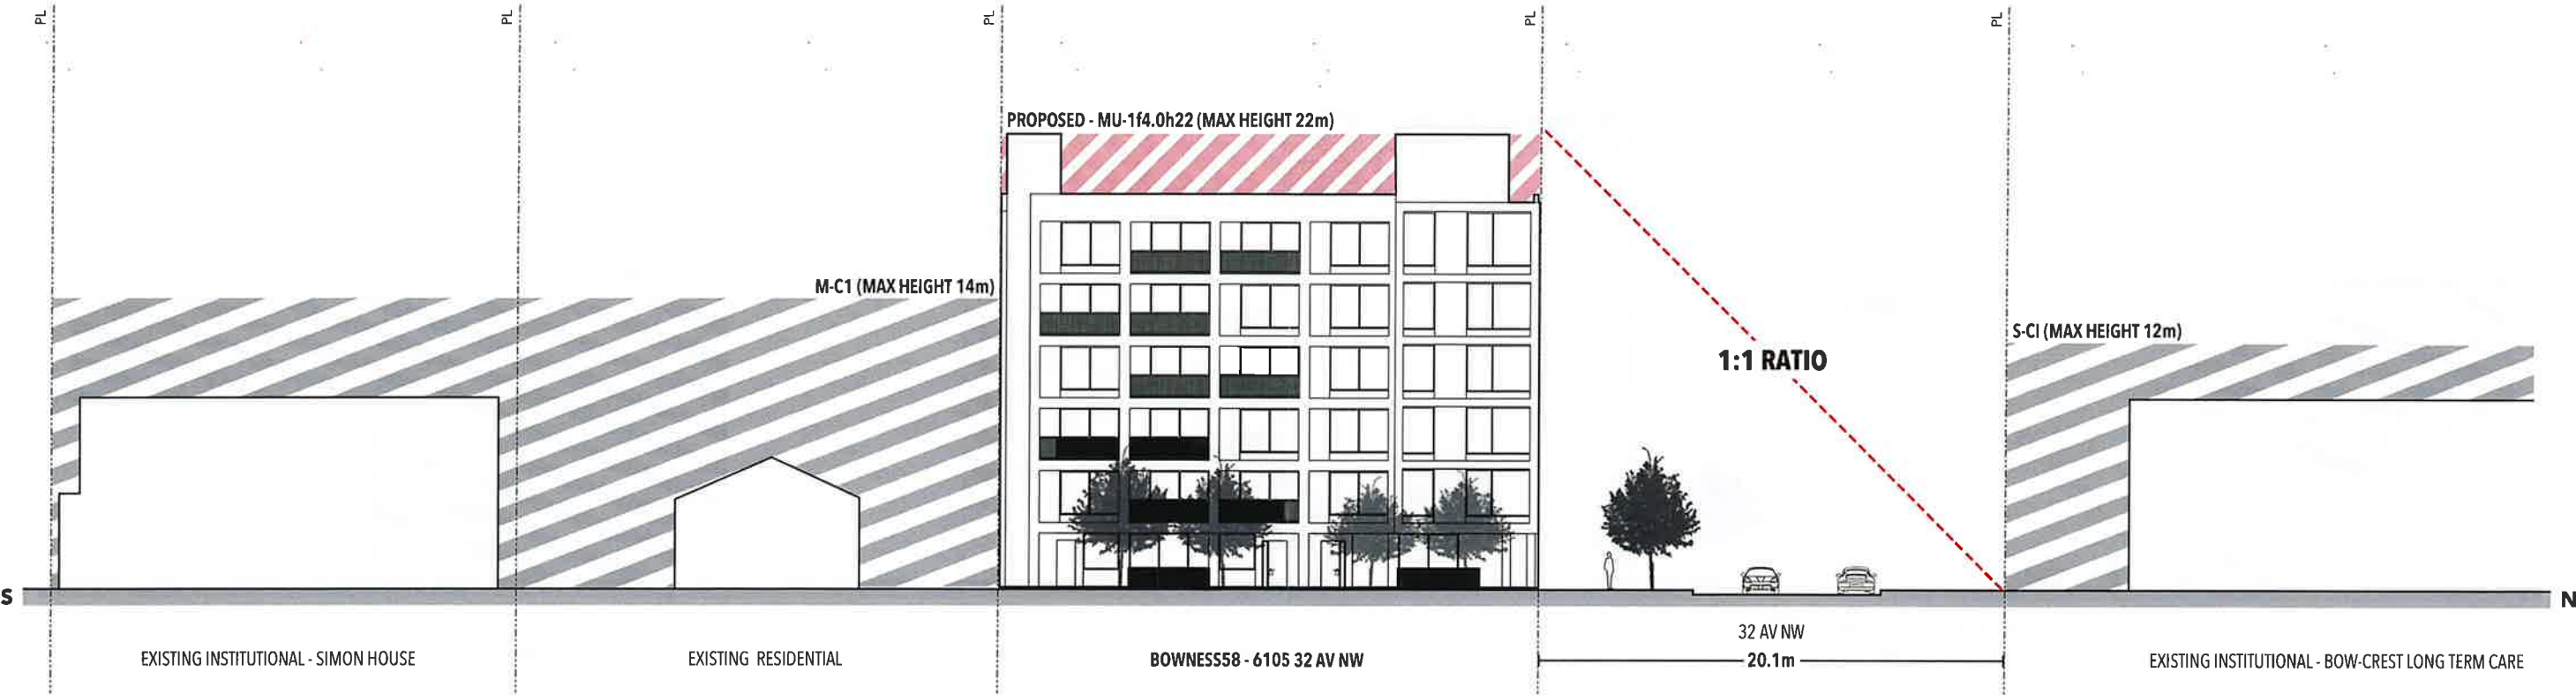 PL
PL
PL
PL
PL
PROPOSED - MU-1f4.0h22 (MAX HEIGHT 22m)
M-C1 (MAX HEIGHT 14m)
S-CI (MAX HEIGHT 12m)
1:1 RATIO
S
N
32 AV NW
EXISTING INSTITUTIONAL - SIMON HOUSE
EXISTING RESIDENTIAL
BOWNESS58 - 6105 32 AV NW
20.1m
EXISTING INSTITUTIONAL - BOW-CREST LONG TERM CARE